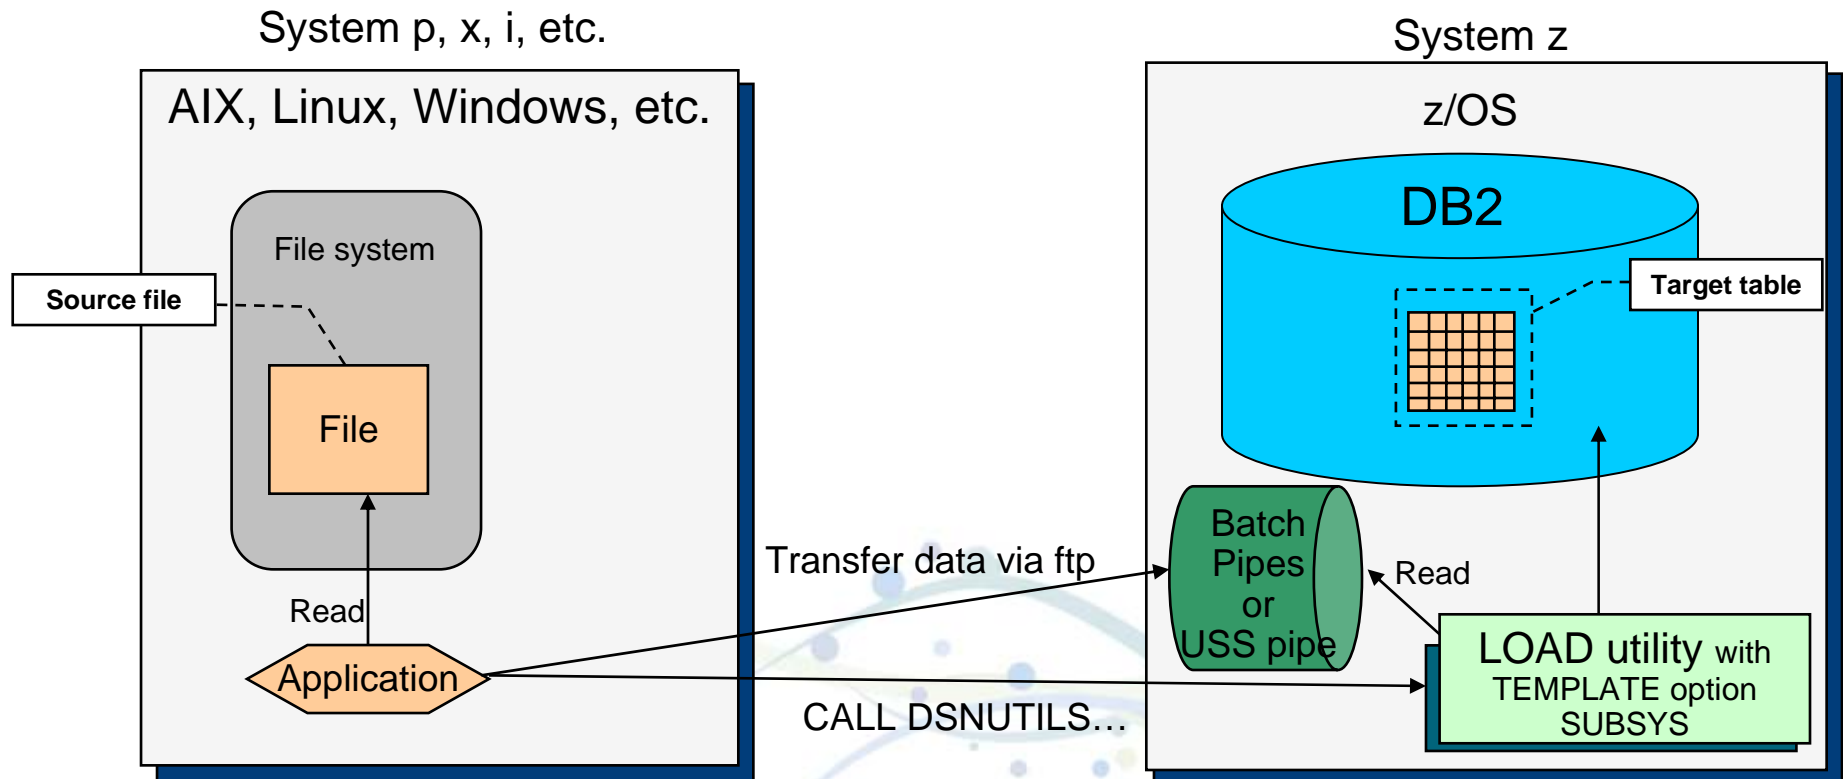 System p, x, i, etc.
AIX, Linux, Windows, etc.
File system
Source file
File
Read
Application
Transfer data via ftp
CALL DSNUTILS…
System z
z/OS
DB2
Target table
Batch
Pipes
or
USS pipe
Read
LOAD utility with
TEMPLATE option
SUBSYS